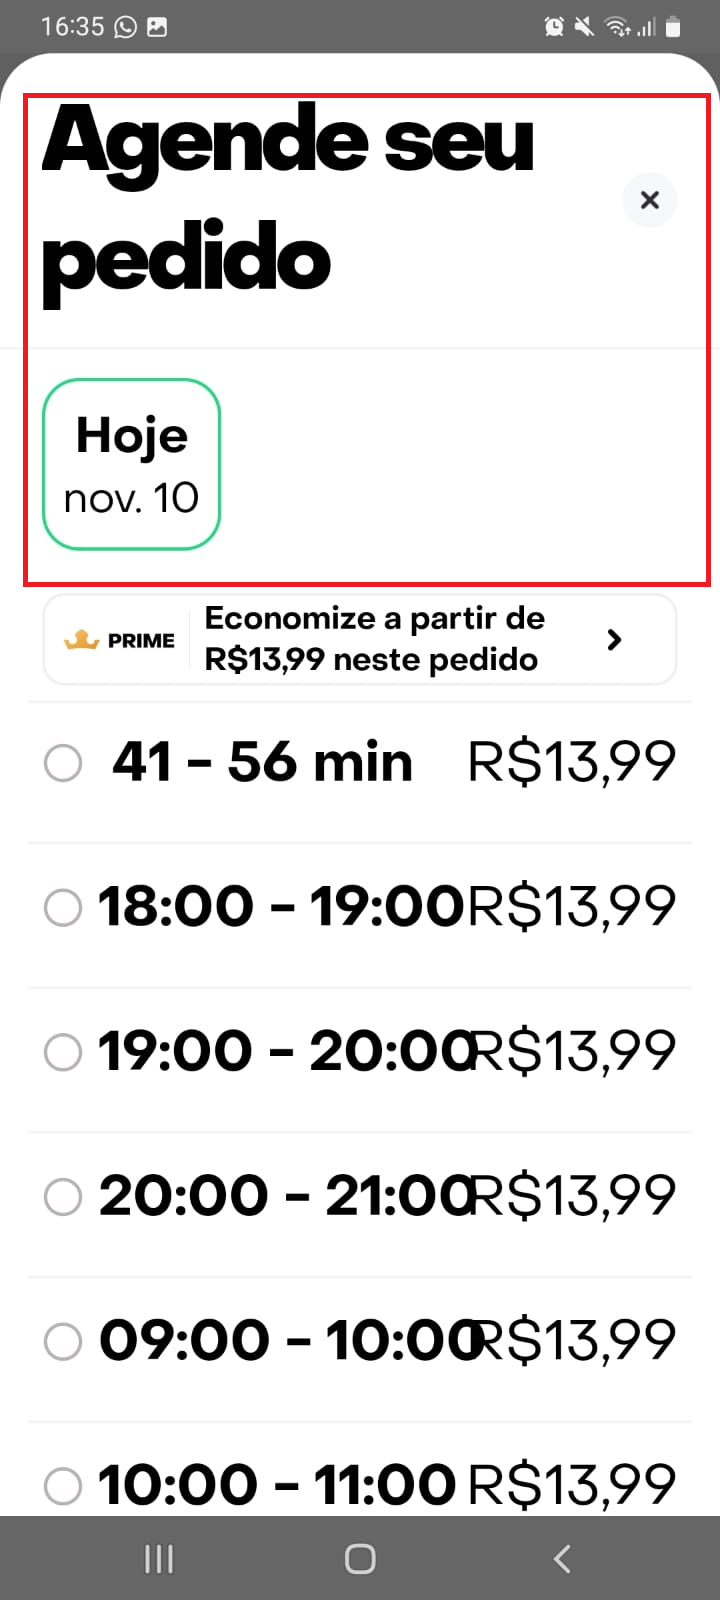 16:35
Agende seu
pedido
Hoje
nov. 10
PRIME
Economize a partir de
R$13,99 neste pedido
41 - 56 min R$13,99
18:00 - 19:00 R$13,99
19:00 - 20:00 R$13,99
20:00 - 21:00 R$13,99
09:00 - 10:00 R$13,99
10:00 - 11:00 R$13,99